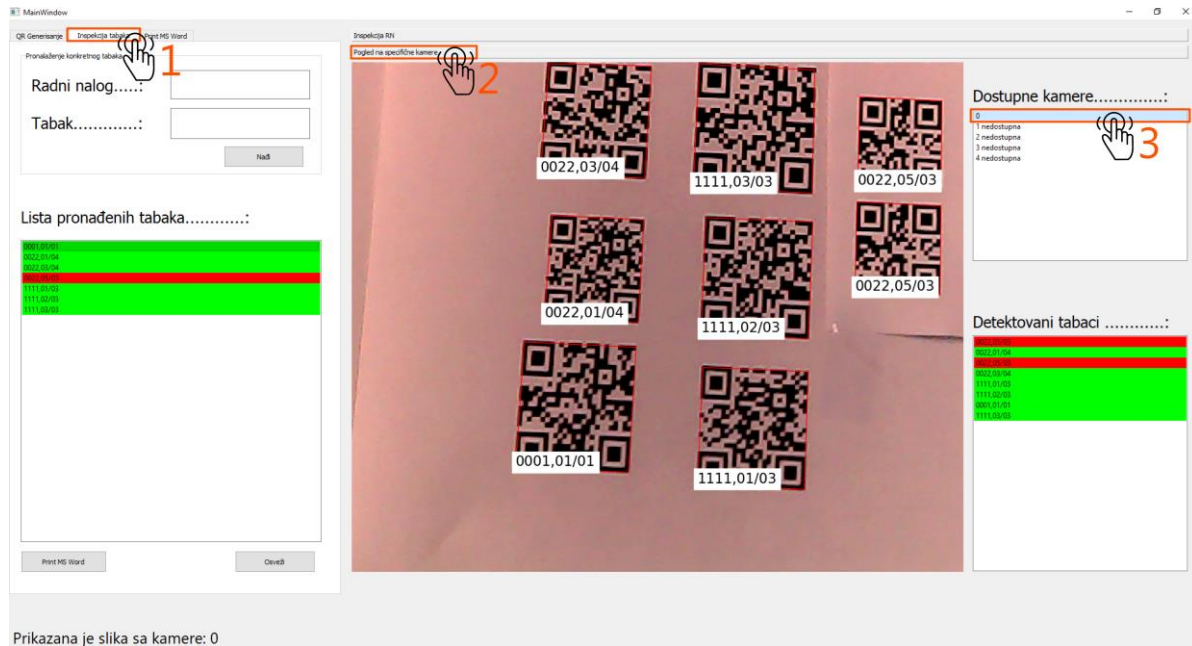 MainWindow
QR Generisanje
Inspekcija tabaka
Print MS Word
1
Pronalaženje konkretnog tabaka
Radni nalog.....:
Tabak.............:
Nađi
Lista pronađenih tabaka............:
0001,01/01
0022,01/04
0022,03/04
0022,05/03
1111,01/03
1111,02/03
1111,03/03
Print MS Word
Osveži
Inspekcija RN
Pogled na specifične kamere
2
0022,03/04
1111,03/03
0022,05/03
0022,05/03
0022,01/04
1111,02/03
0001,01/01
1111,01/03
Dostupne kamere..............:
0
1 nedostupna
2 nedostupna
3 nedostupna
4 nedostupna
3
Detektovani tabaci ............:
0022,05/03
0022,01/04
0022,05/03
0022,03/04
1111,01/03
1111,02/03
0001,01/01
1111,03/03
Prikazana je slika sa kamere: 0